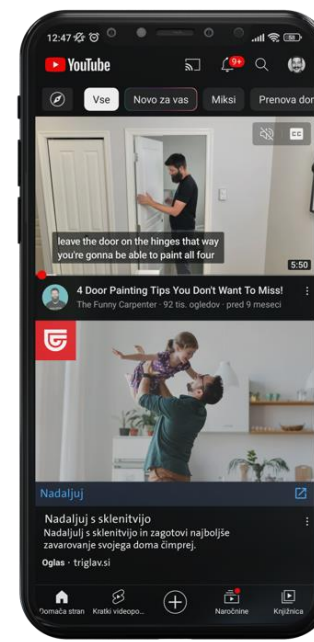 12:47
YouTube
9+
Vse
Novo za vas
Miksi
Prenova dor
CC
leave the door on the hinges that way
you're gonna be able to paint all four
5:50
4 Door Painting Tips You Don't Want To Miss!
The Funny Carpenter · 92 tis. ogledov · pred 9 meseci
Nadaljuj
Nadaljuj s sklenitvijo
Nadaljulj s sklenitvijo in zagotovi najboljše
zavarovanje svojega doma čimprej.
Oglas · triglav.si
Domača stran
Kratki videopo...
Naročnine
Knjižnica